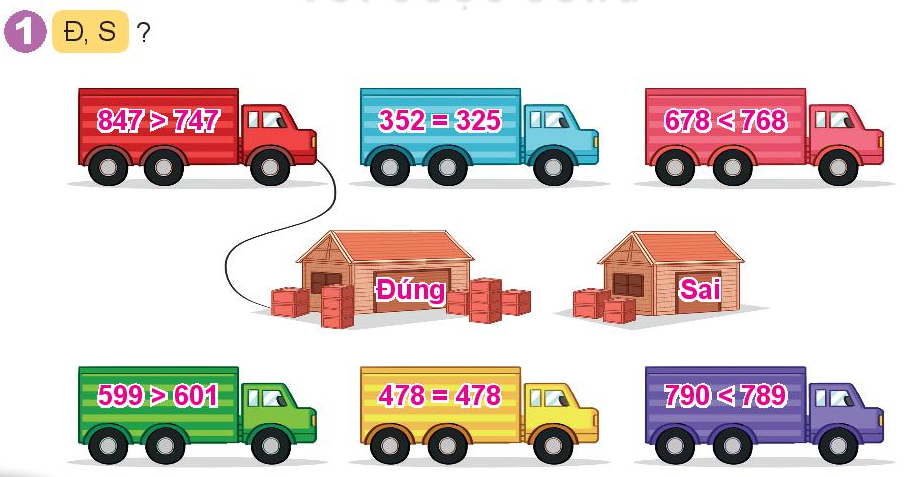 1 Đ, S ?
847 > 747
352 = 325
678 < 768
Đúng
Sai
599 > 601
478 = 478
790 < 789